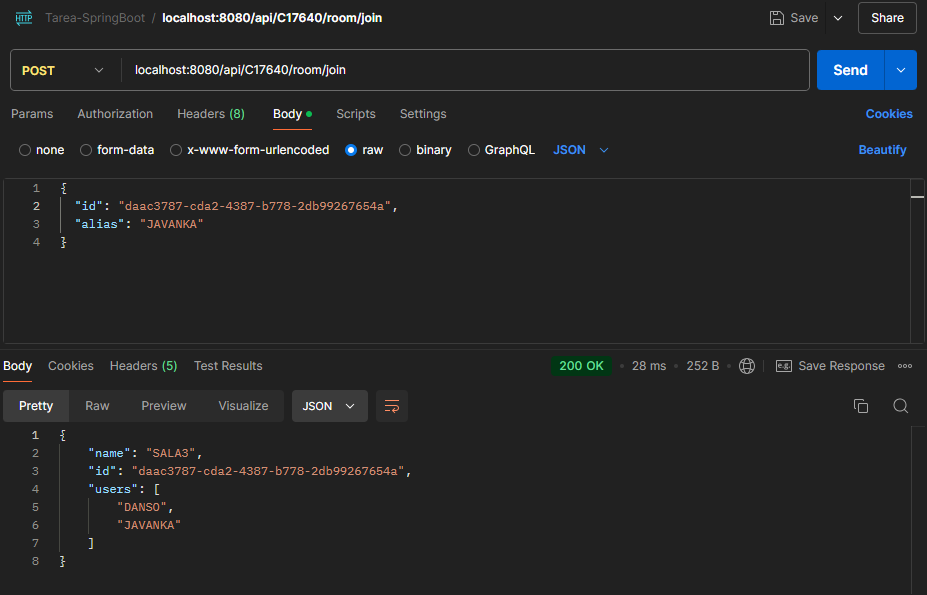 HTTP Tarea-SpringBoot / localhost:8080/api/C17640/room/join Save Share
POST localhost:8080/api/C17640/room/join Send
Params Authorization Headers (8) Body Scripts Settings Cookies
none form-data x-www-form-urlencoded raw binary GraphQL JSON Beautify
1 {
2 "id": "daac3787-cda2-4387-b778-2db99267654a",
3 "alias": "JAVANKA"
4 }
Body Cookies Headers (5) Test Results 200 OK 28 ms 252 B e.g. Save Response
Pretty Raw Preview Visualize JSON
1 {
2 "name": "SALA3",
3 "id": "daac3787-cda2-4387-b778-2db99267654a",
4 "users": [
5 "DANSO",
6 "JAVANKA"
7 ]
8 }